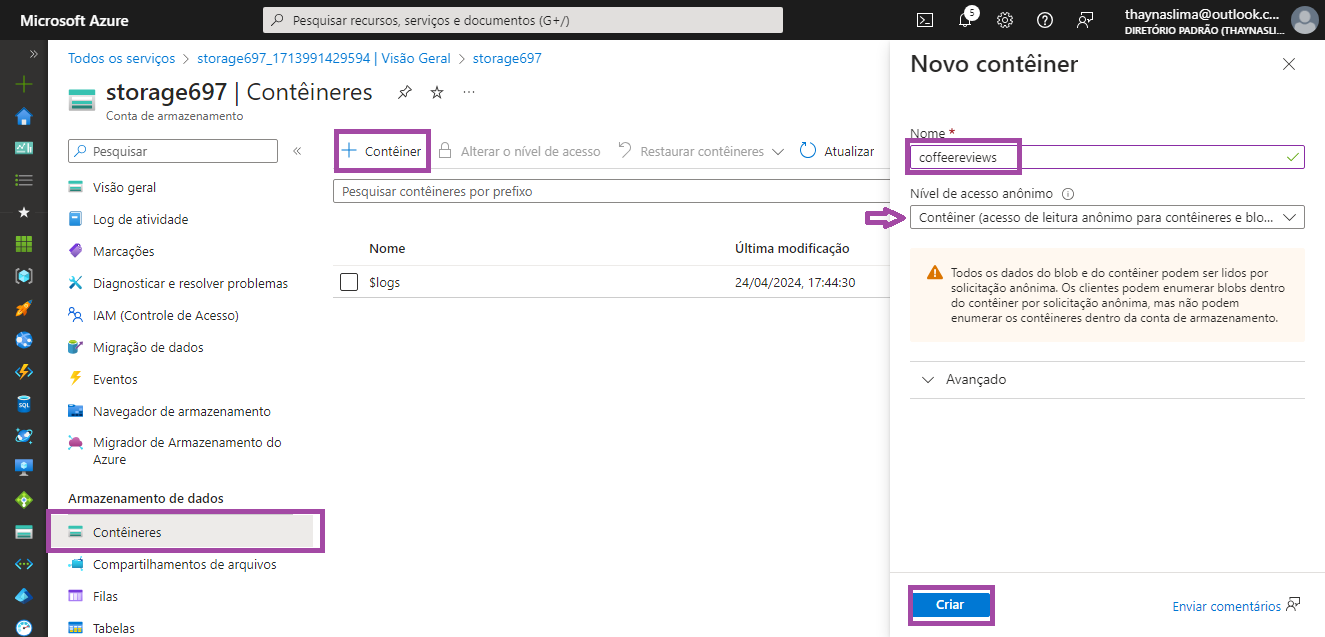 Microsoft Azure
Pesquisar recursos, serviços e documentos (G+/)
5
thaynaslima@outlook.c...
DIRETÓRIO PADRÃO (THAYNASLI...
Todos os serviços > storage697_1713991429594 | Visão Geral > storage697
storage697 | Contêineres
...
Conta de armazenamento
Pesquisar
«
Visão geral
Log de atividade
Marcações
Diagnosticar e resolver problemas
IAM (Controle de Acesso)
Migração de dados
Eventos
Navegador de armazenamento
Migrador de Armazenamento do
Azure
Armazenamento de dados
Contêineres
Compartilhamentos de arquivos
Filas
Tabelas
+ Contêiner Alterar o nível de acesso Restaurar contêineres Atualizar
Pesquisar contêineres por prefixo
Nome Última modificação
$logs 24/04/2024, 17:44:30
Novo contêiner
Nome *
coffeereviews
Nível de acesso anônimo
Contêiner (acesso de leitura anônimo para contêineres e blo...
Todos os dados do blob e do contêiner podem ser lidos por
solicitação anônima. Os clientes podem enumerar blobs dentro
do contêiner por solicitação anônima, mas não podem
enumerar os contêineres dentro da conta de armazenamento.
Avançado
Criar
Enviar comentários